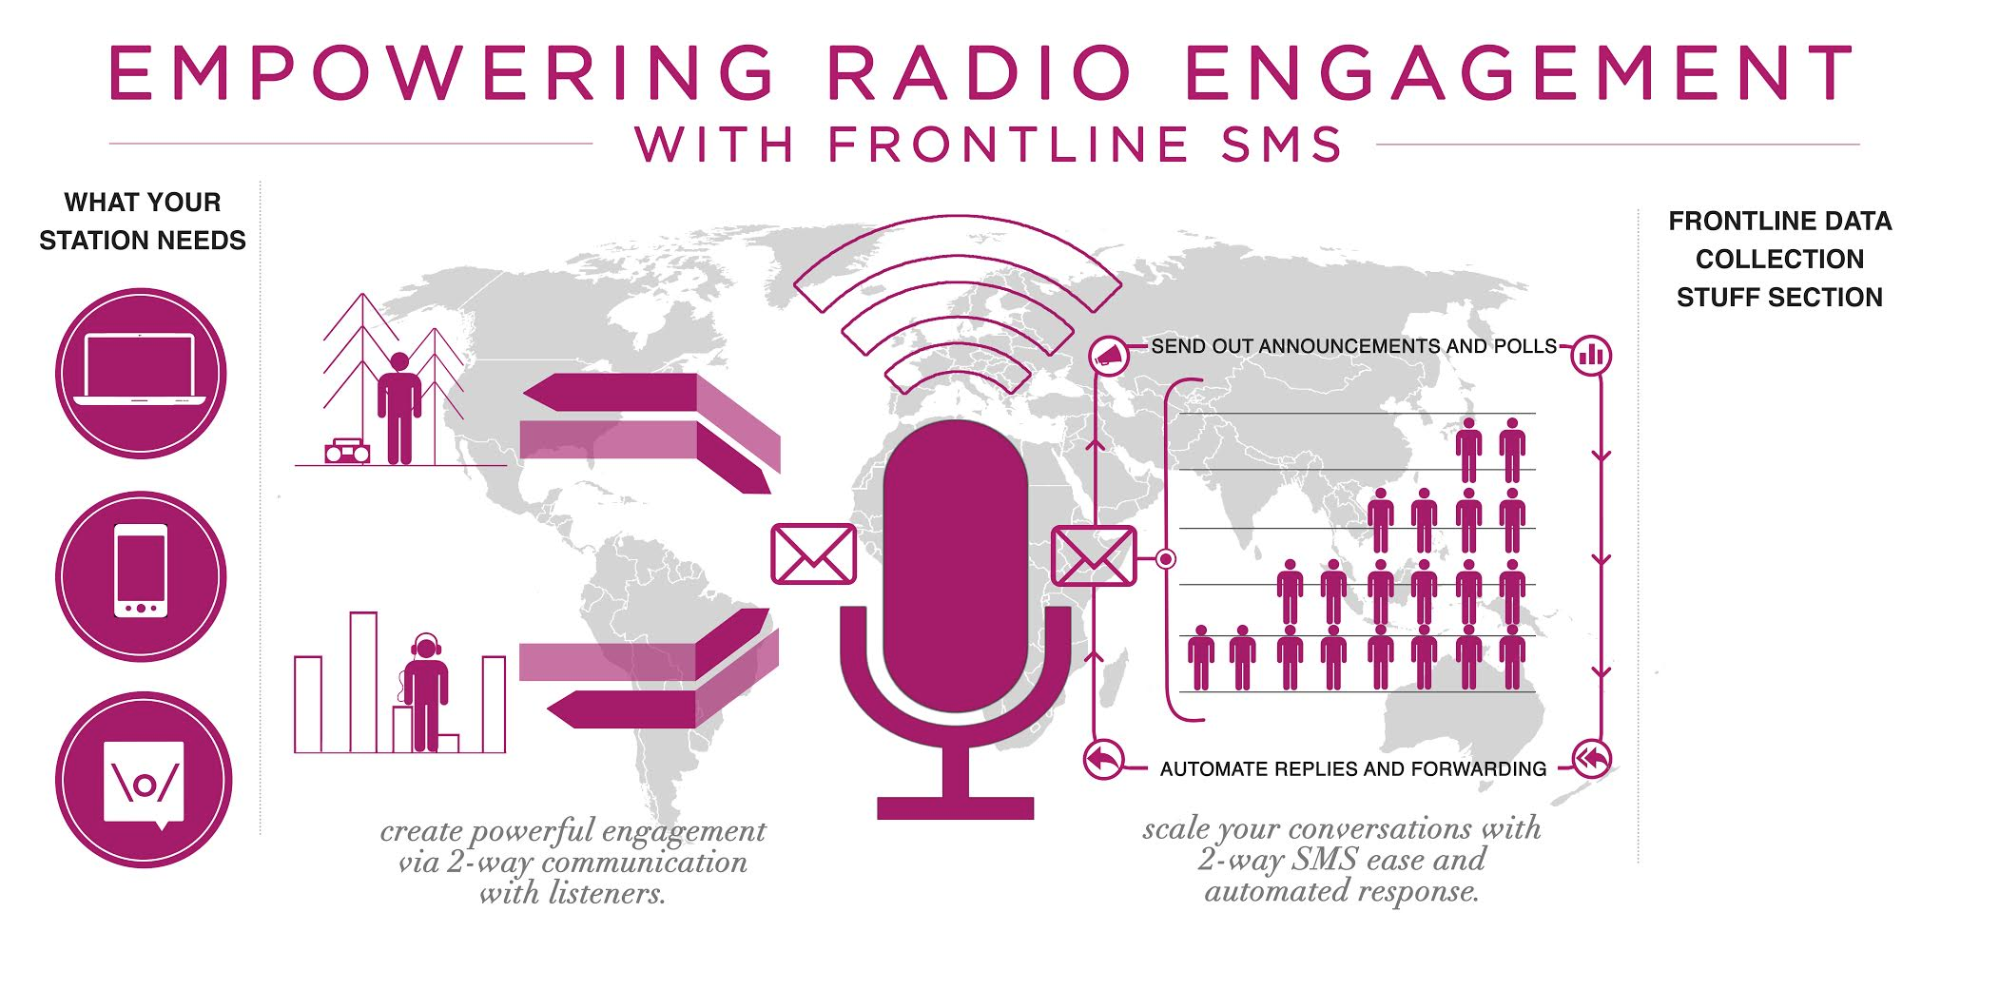 EMPOWERING RADIO ENGAGEMENT
WITH FRONTLINE SMS
WHAT YOUR
STATION NEEDS
\o/
create powerful engagement
via 2-way communication
with listeners.
SEND OUT ANNOUNCEMENTS AND POLLS
AUTOMATE REPLIES AND FORWARDING
scale your conversations with
2-way SMS ease and
automated response.
FRONTLINE DATA
COLLECTION
STUFF SECTION